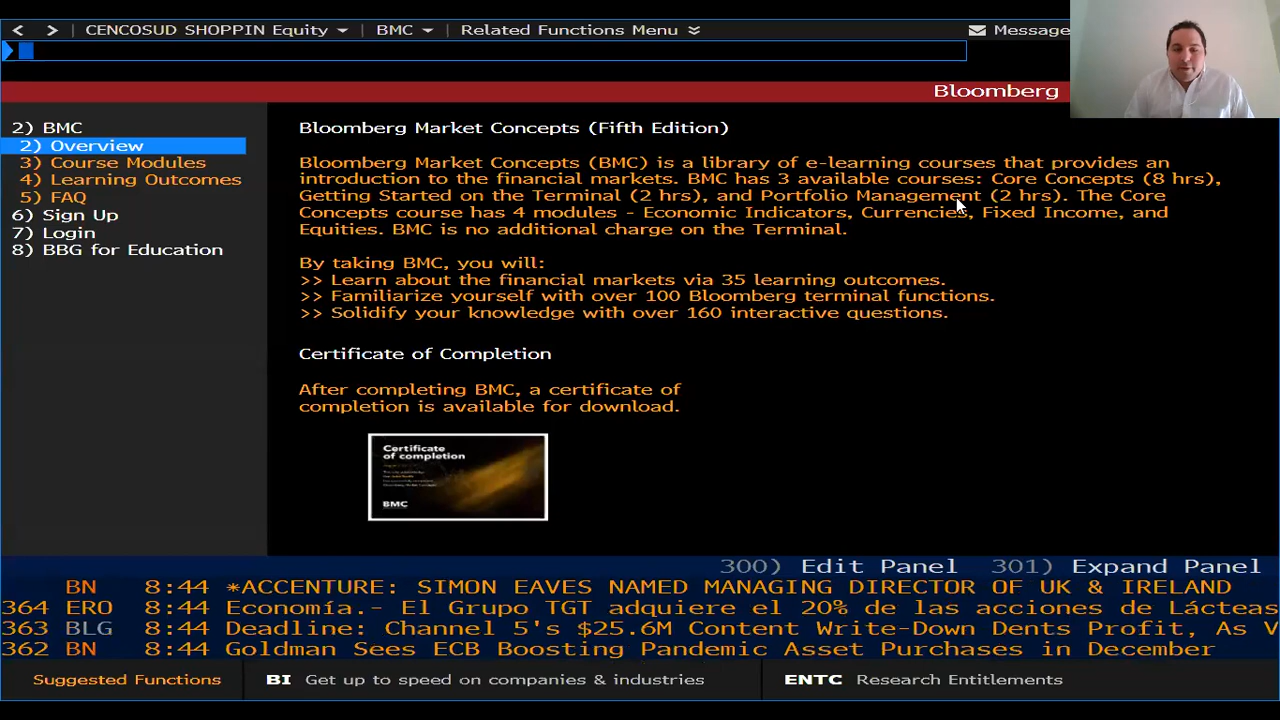 CENCOSUD SHOPPIN Equity BMC Related Functions Menu Message
Bloomberg
2) BMC
2) Overview
3) Course Modules
4) Learning Outcomes
5) FAQ
6) Sign Up
7) Login
8) BBG for Education
Bloomberg Market Concepts (Fifth Edition)
Bloomberg Market Concepts (BMC) is a library of e-learning courses that provides an
introduction to the financial markets. BMC has 3 available courses: Core Concepts (8 hrs),
Getting Started on the Terminal (2 hrs), and Portfolio Management (2 hrs). The Core
Concepts course has 4 modules - Economic Indicators, Currencies, Fixed Income, and
Equities. BMC is no additional charge on the Terminal.
By taking BMC, you will:
>> Learn about the financial markets via 35 learning outcomes.
>> Familiarize yourself with over 100 Bloomberg terminal functions.
>> Solidify your knowledge with over 160 interactive questions.
Certificate of Completion
After completing BMC, a certificate of
completion is available for download.
Certificate
of completion
BMC
300) Edit Panel 301) Expand Panel
BN 8:44 *ACCENTURE: SIMON EAVES NAMED MANAGING DIRECTOR OF UK & IRELAND
364 ERO 8:44 Economía.- El Grupo TGT adquiere el 20% de las acciones de Lácteas
363 BLG 8:44 Deadline: Channel 5's $25.6M Content Write-Down Dents Profit, As V
362 BN 8:44 Goldman Sees ECB Boosting Pandemic Asset Purchases in December
Suggested Functions BI Get up to speed on companies & industries ENTC Research Entitlements